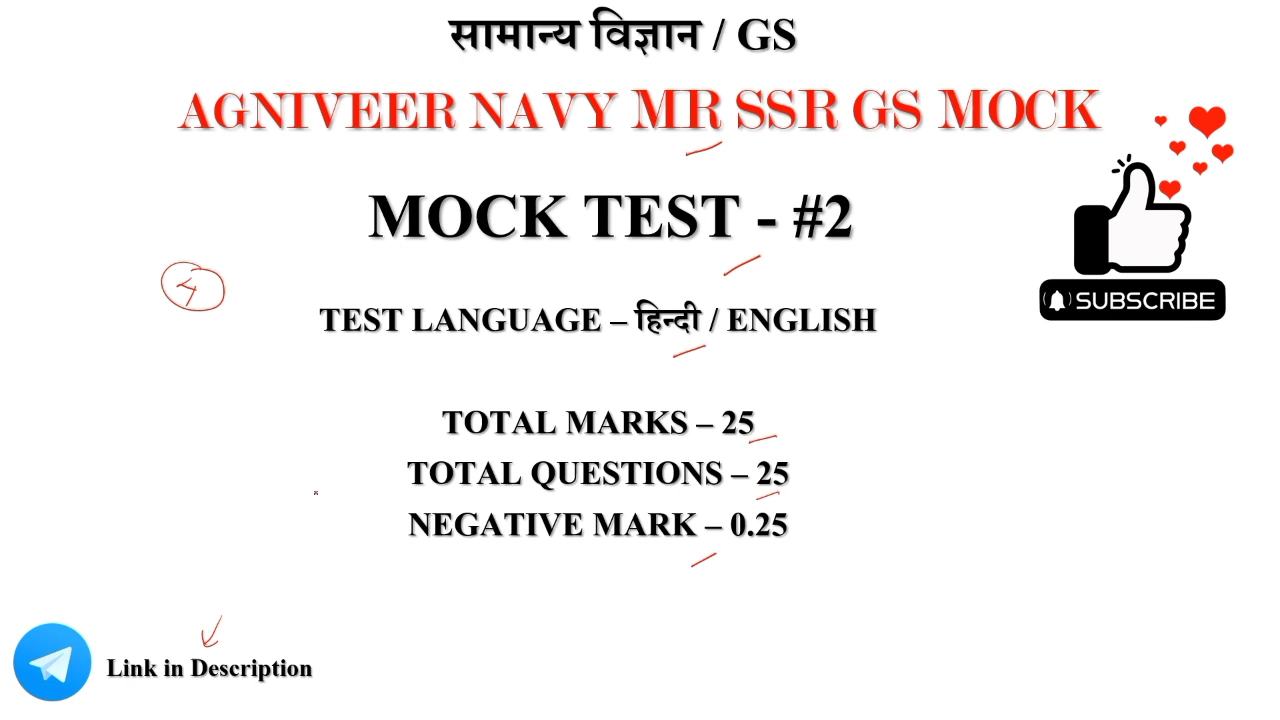 सामान्य विज्ञान / GS
AGNIVEER NAVY MR SSR GS MOCK
MOCK TEST - #2
4
SUBSCRIBE
TEST LANGUAGE – हिन्दी / ENGLISH
TOTAL MARKS – 25
TOTAL QUESTIONS – 25
NEGATIVE MARK – 0.25
Link in Description